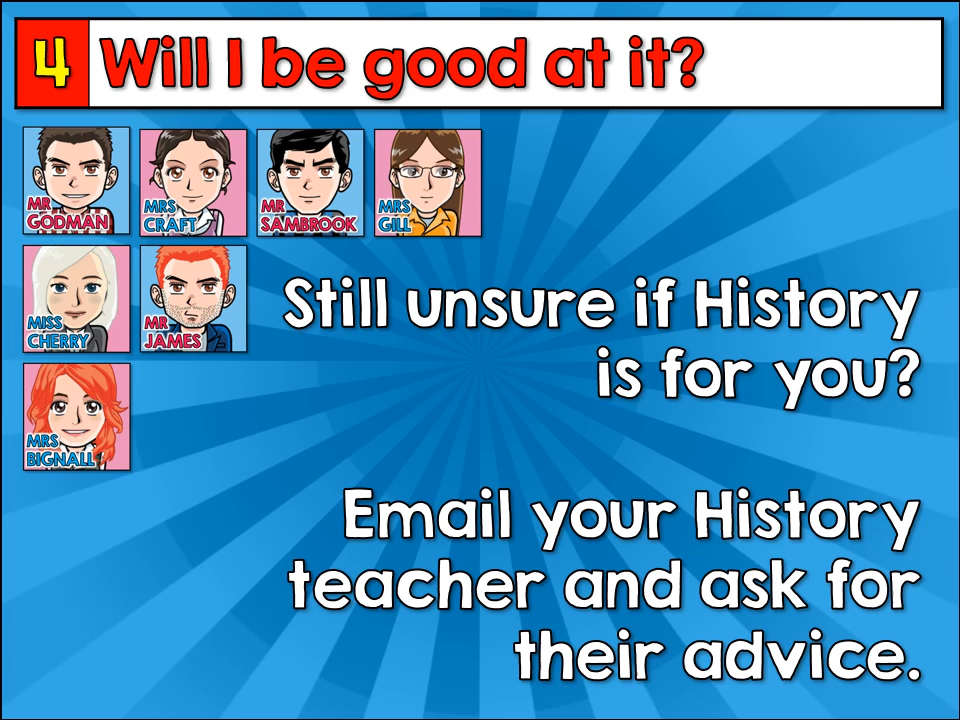 4 Will I be good at it?
MR
GODMAN
MRS
CRAFT
MR
SAMBROOK
MRS
GILL
MISS
CHERRY
MR
JAMES
MRS
BIGNALL
Still unsure if History
is for you?
Email your History
teacher and ask for
their advice.